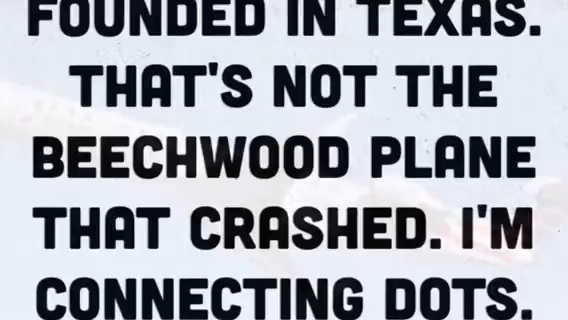 FOUNDED IN TEXAS.
THAT'S NOT THE
BEECHWOOD PLANE
THAT CRASHED. I'M
CONNECTING DOTS.